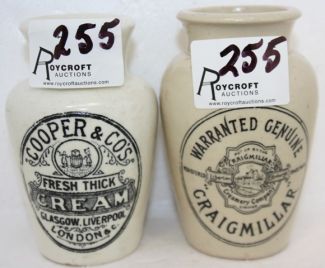 255
ROYCROFT
AUCTIONS
www.roycroftauctions.com
COOPER & CO'S
FRESH THICK
CREAM
GLASGOW, LIVERPOOL
LONDON &C
255
ROYCROFT
AUCTIONS
www.roycroftauctions.com
WARRANTED GENUINE
CRAIGMILLAR
Creamery Comp
CRAIGMILLAR